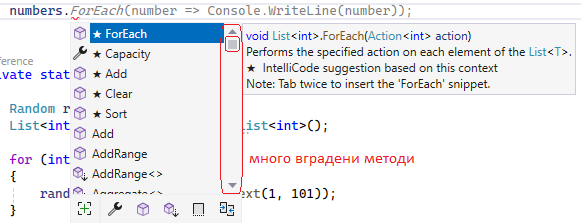 numbers.ForEach(number => Console.WriteLine(number));
★ ForEach
★ Capacity
★ Add
★ Clear
★ Sort
Add
AddRange
AddRange<>
Aggregate<>
void List<int>.ForEach(Action<int> action)
Performs the specified action on each element of the List<T>.
★ IntelliCode suggestion based on this context
Note: Tab twice to insert the 'ForEach' snippet.
ference
vate stat
Random r
List<int
ist<int>();
for (int
много вградени методи
{
rand
ext(1, 101));
}